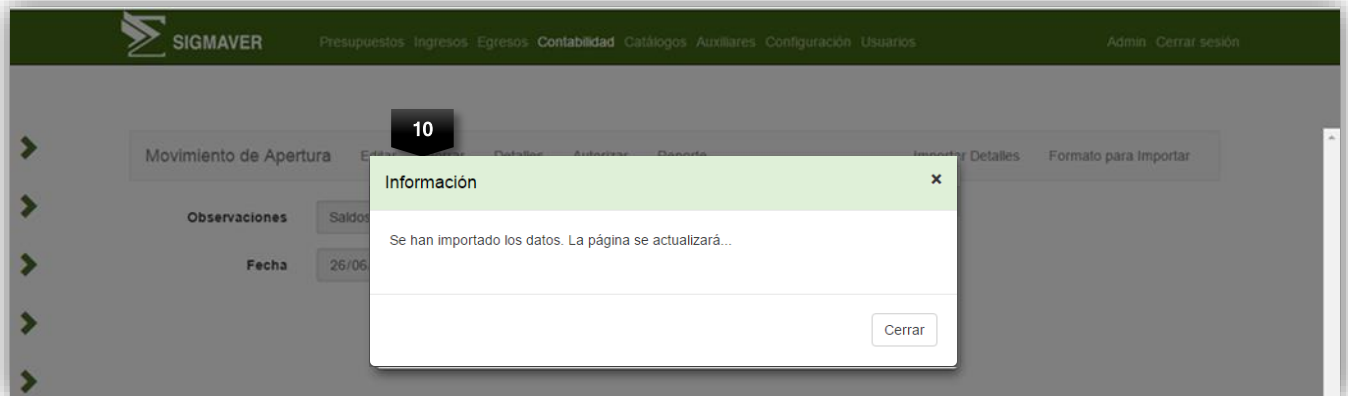 SIGMAVER Presupuestos Ingresos Egresos Contabilidad Catálogos Auxiliares Configuración Usuarios Admin Cerrar sesión
10
Movimiento de Apertura Editar Detalles Autorizar Reporte Importar Detalles Formato para Importar
Información ×
Observaciones Saldos
Se han importado los datos. La página se actualizará...
Fecha 26/06
Cerrar